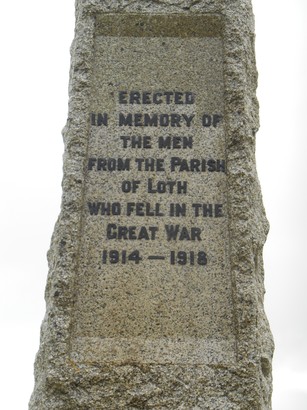 ERECTED
IN MEMORY OF
THE MEN
FROM THE PARISH
OF LOTH
WHO FELL IN THE
GREAT WAR
1914 — 1918